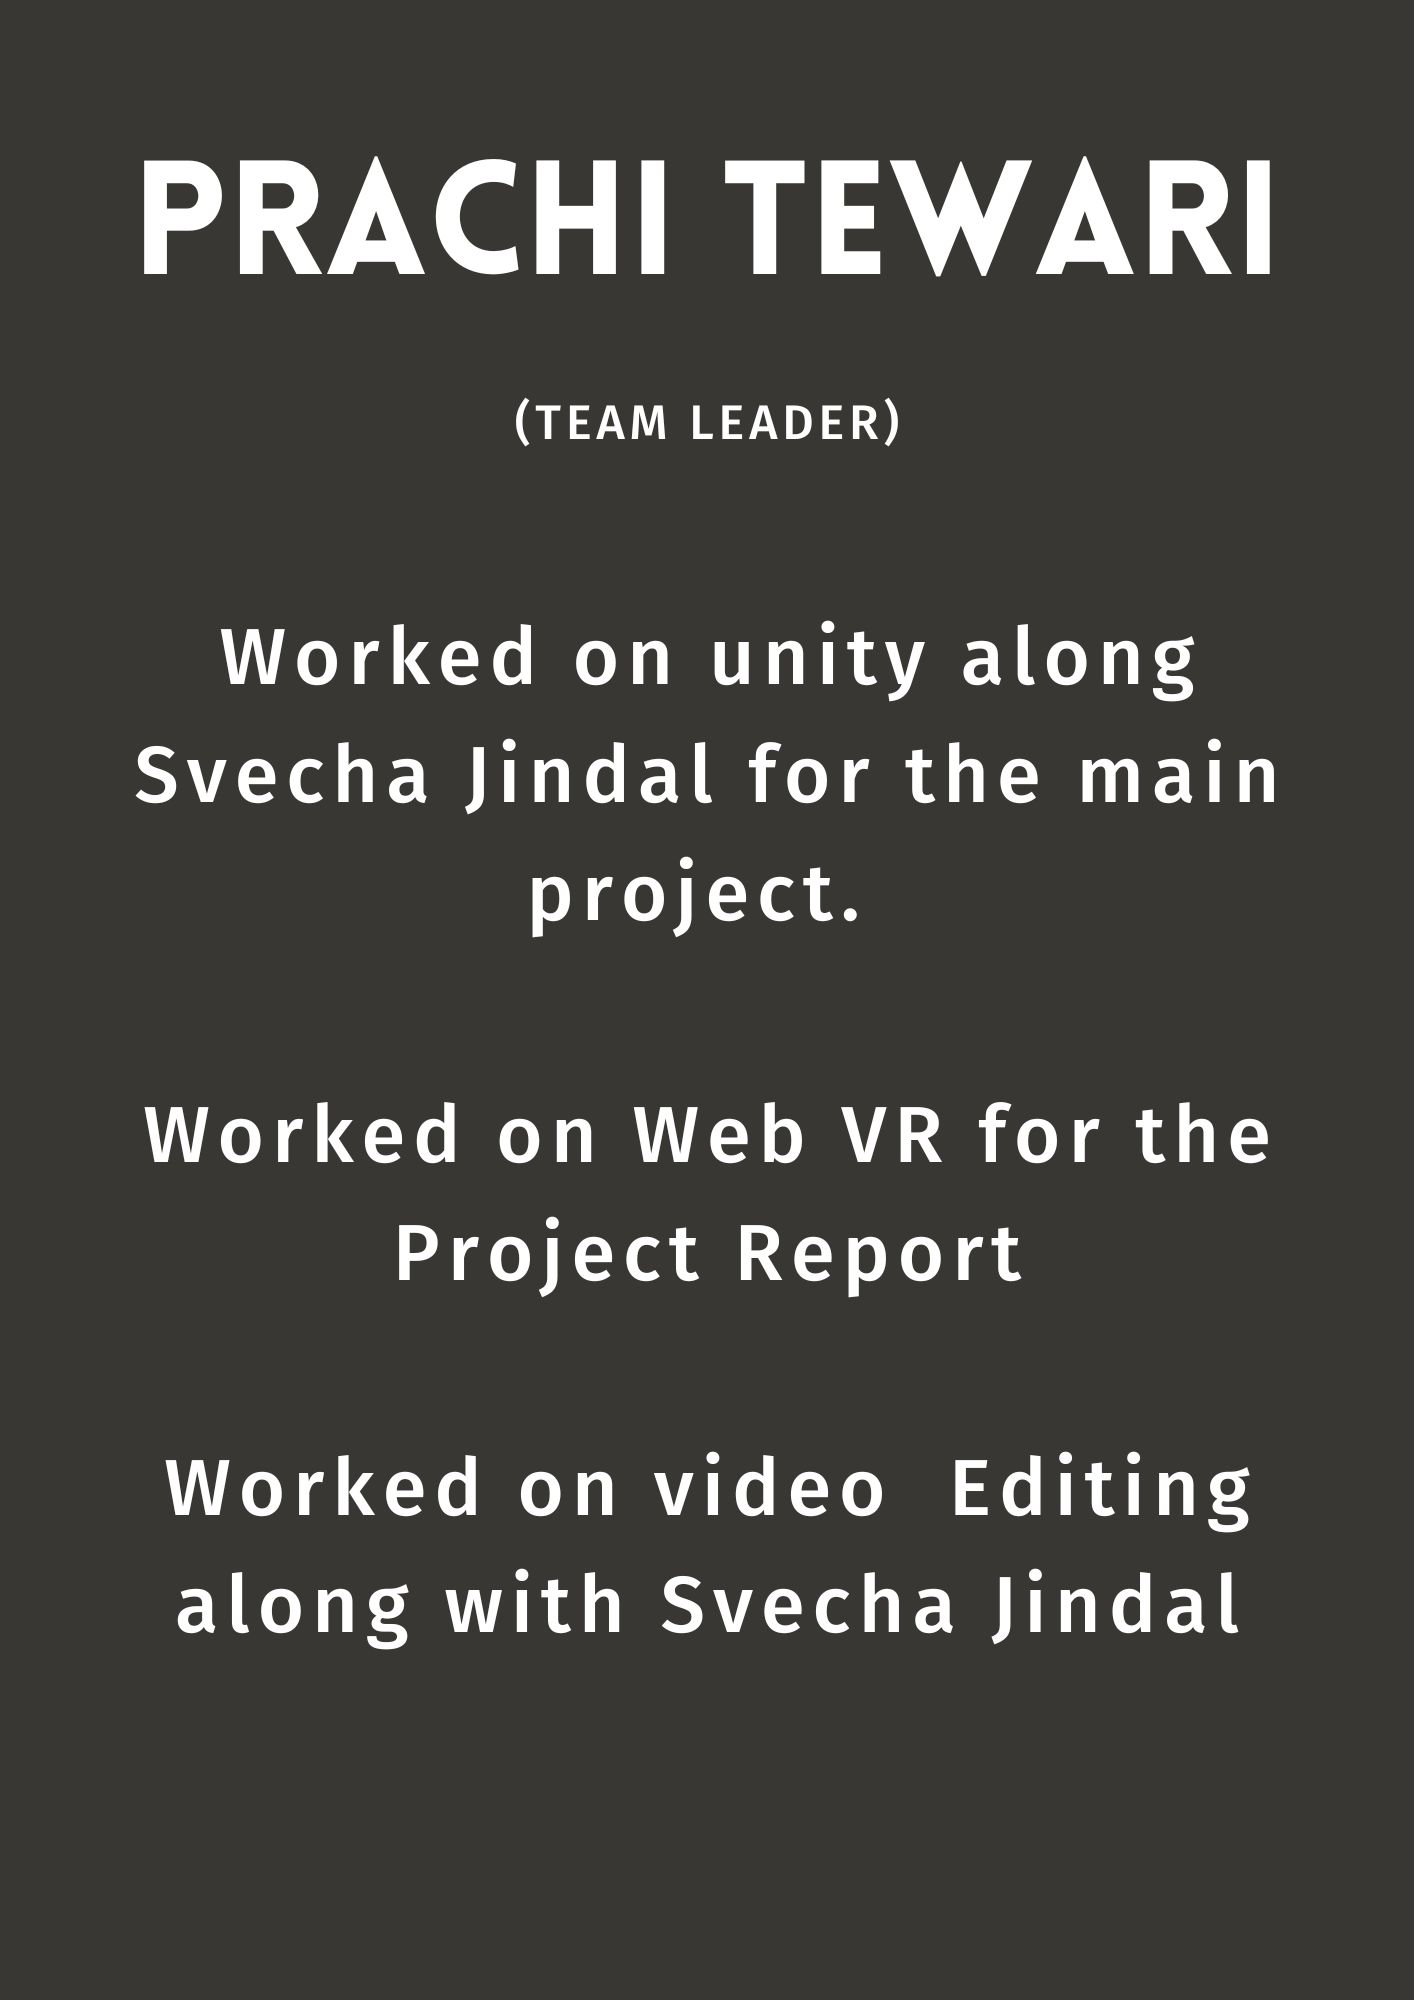 PRACHI TEWARI
(TEAM LEADER)
Worked on unity along
Svecha Jindal for the main
project.
Worked on Web VR for the
Project Report
Worked on video  Editing
along with Svecha Jindal